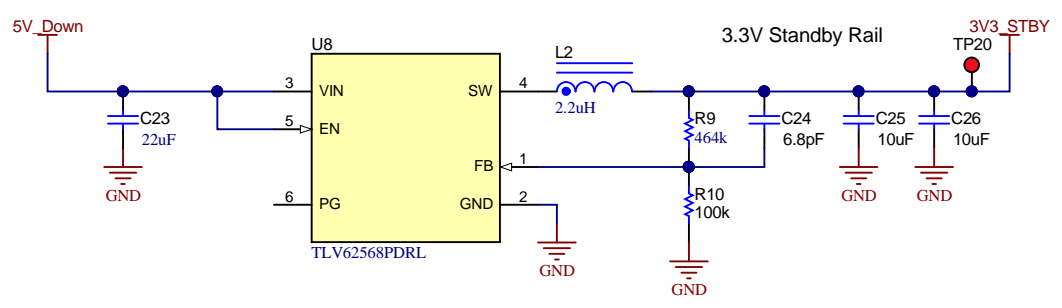 5V_Down
3.3V Standby Rail
3V3_STBY
TP20
U8
L2
3
VIN
SW
4
2.2uH
C23
22uF
5
EN
R9
464k
C24
6.8pF
C25
10uF
C26
10uF
FB
1
GND
6
PG
GND
2
R10
100k
GND
GND
TLV62568PDRL
GND
GND